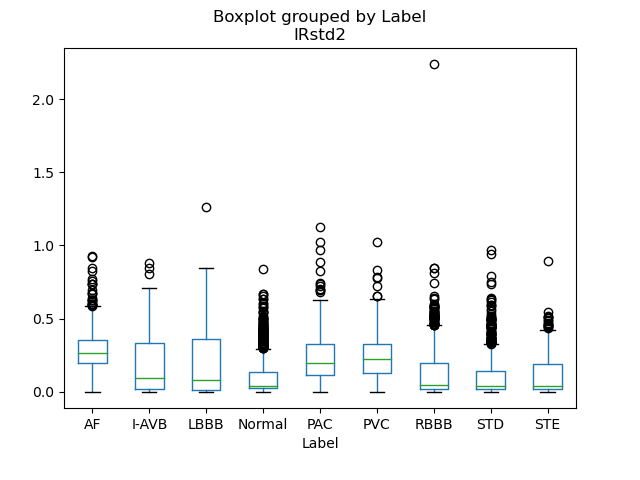 Boxplot grouped by Label
IRstd2
2.0
1.5
1.0
0.5
0.0
AF I-AVB LBBB Normal PAC PVC RBBB STD STE
Label